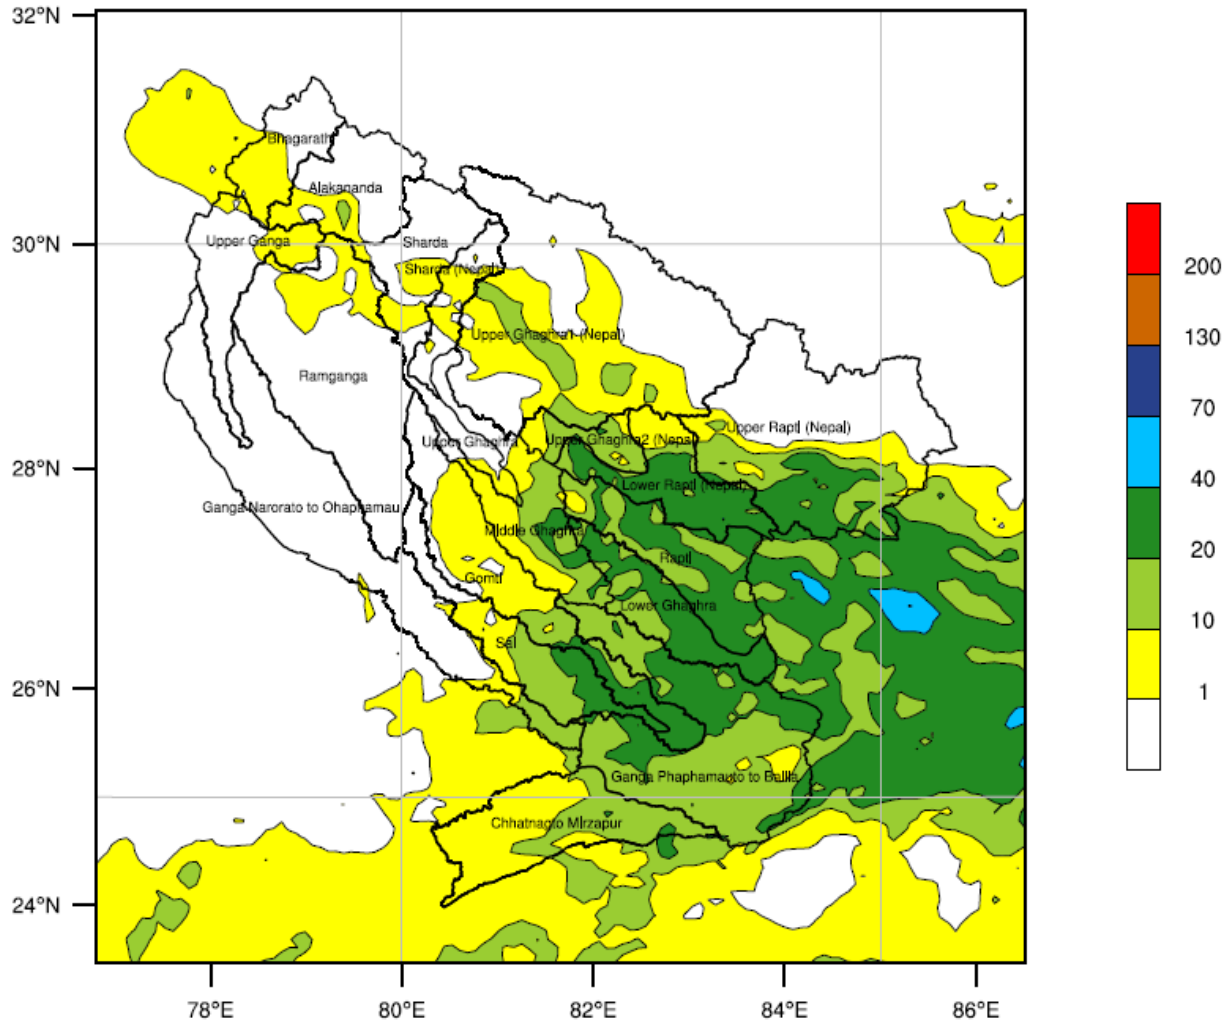 32°N
Bhagarath
Alakananda
30°N
Upper Ganga
Sharda
Sharda (Nepal)
200
Upper Ghaghra1 (Nepal)
130
Ramganga
70
Upper Rapti (Nepal)
28°N
Upper Ghaghra
Upper Ghaghra2 (Nepal)
40
Lower Rapti (Nepal)
Ganga Narorato to Ohaphamau
Middle Ghaghra
20
Rapti
Gomti
Lower Ghaghra
10
Sai
26°N
1
Ganga Phaphamauto to Ballia
Chhatnagto Mirzapur
24°N
78°E
80°E
82°E
84°E
86°E